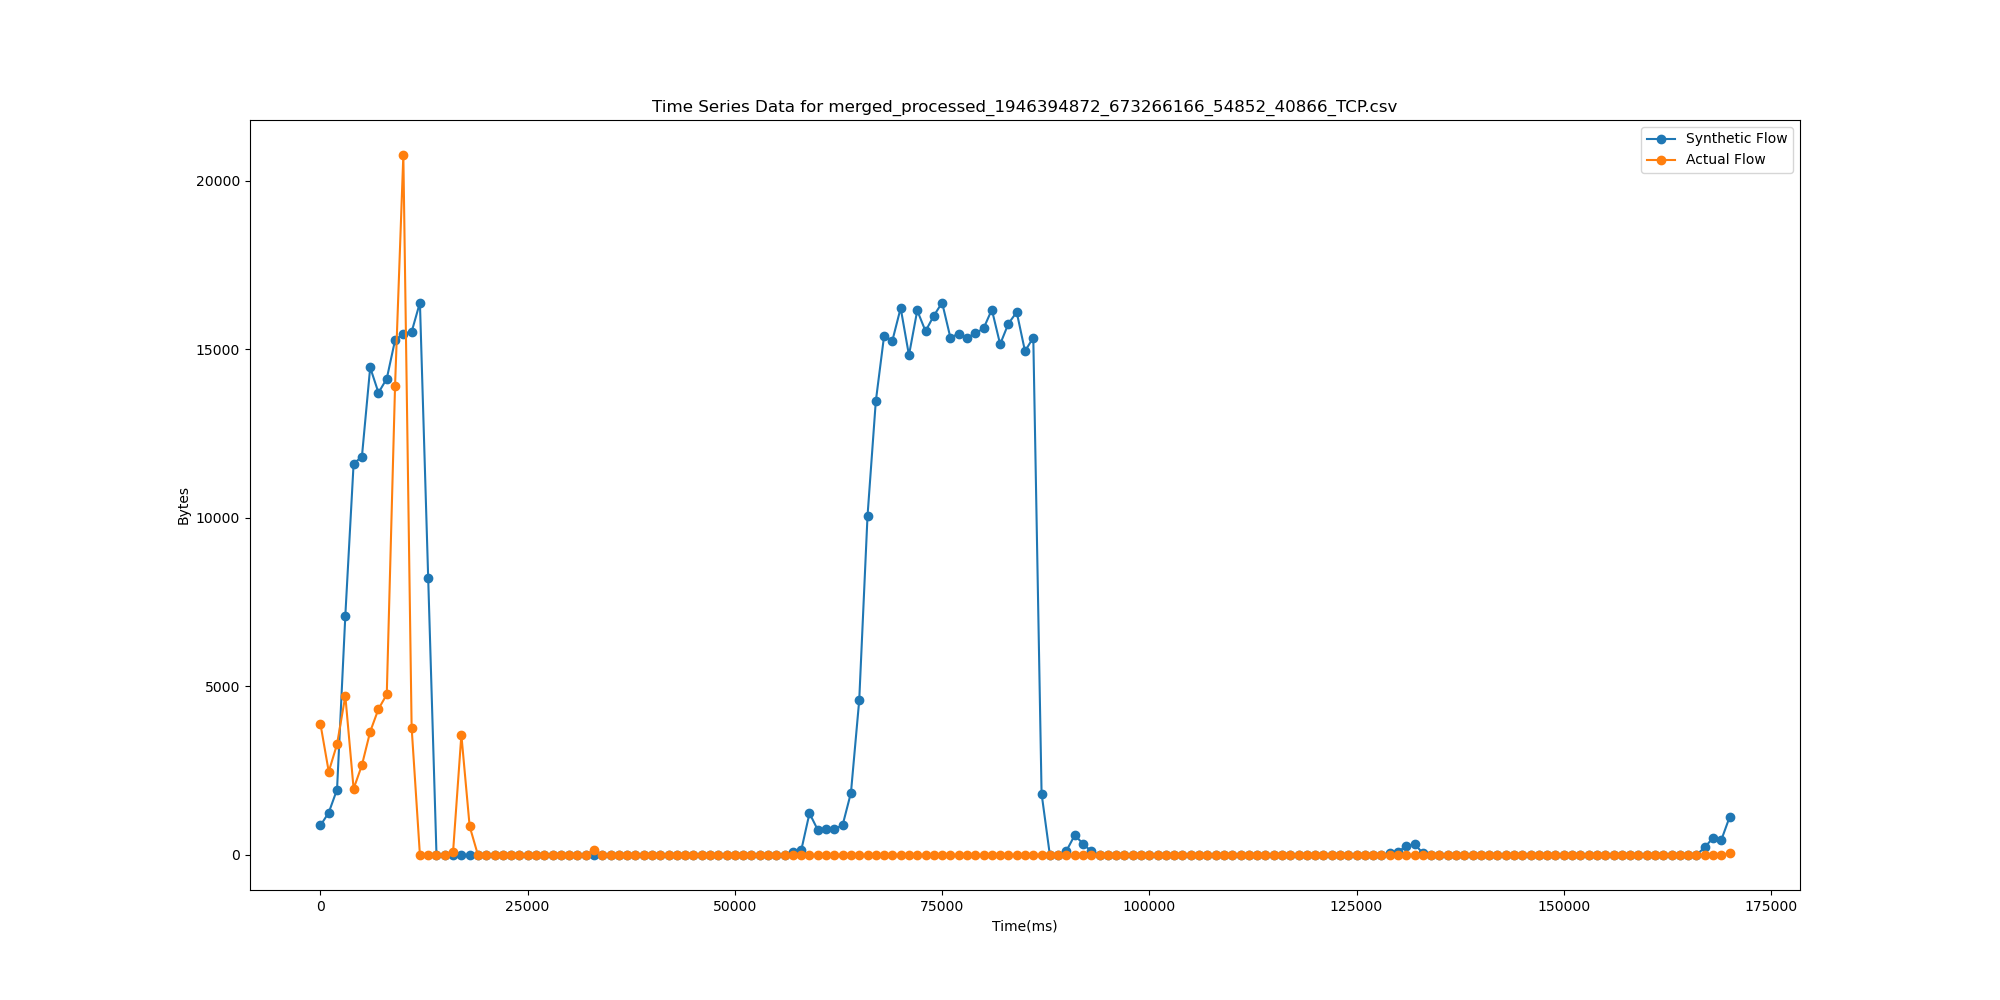 Time Series Data for merged_processed_1946394872_673266166_54852_40866_TCP.csv
Synthetic Flow
Actual Flow
20000
15000
10000
5000
0
Bytes
0 25000 50000 75000 100000 125000 150000 175000
Time(ms)